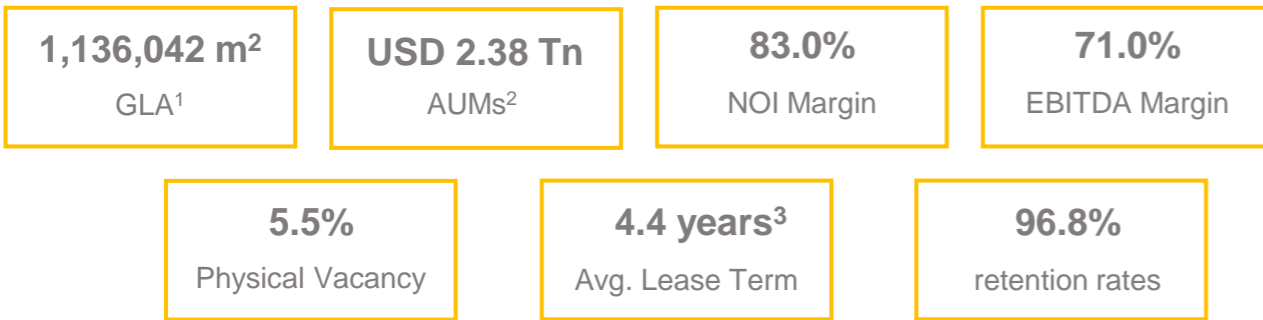 1,136,042 m²
GLA¹
USD 2.38 Tn
AUMs²
83.0%
NOI Margin
71.0%
EBITDA Margin
5.5%
Physical Vacancy
4.4 years³
Avg. Lease Term
96.8%
retention rates